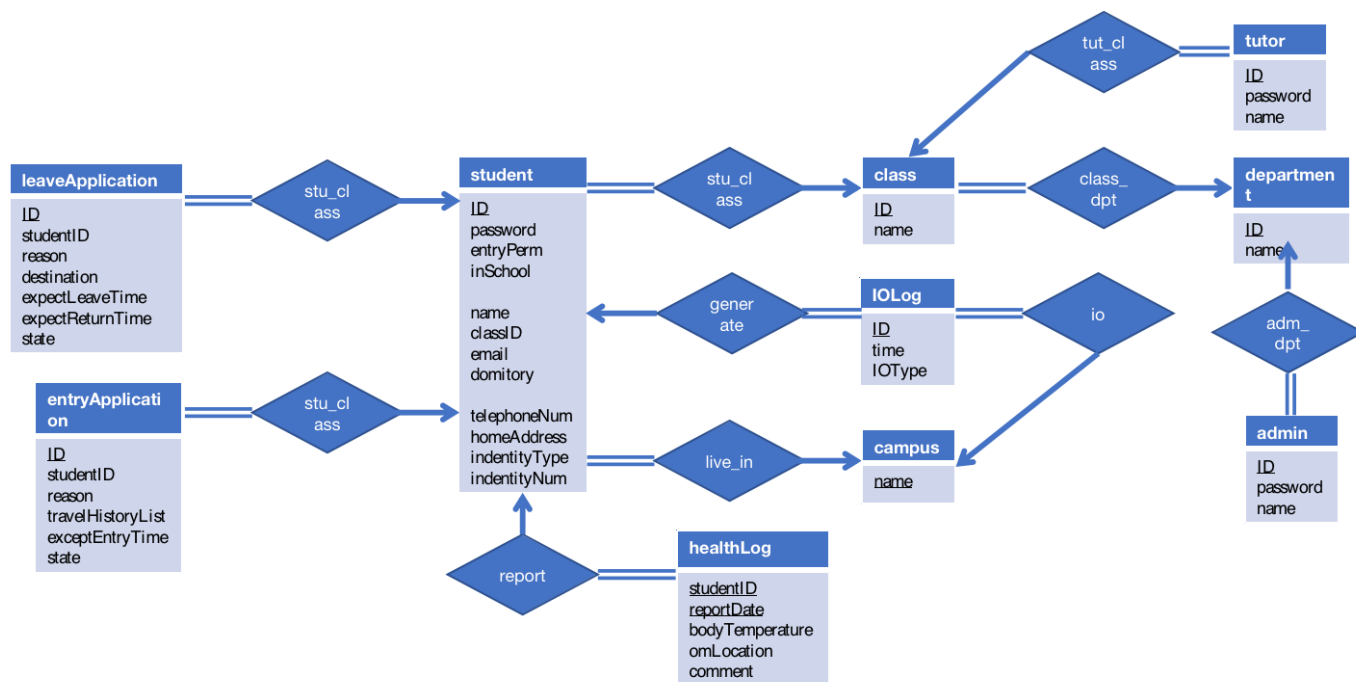 tut_cl
ass
tutor
ID
password
name
leaveApplication
ID
studentID
reason
destination
expectLeaveTime
expectReturnTime
state
stu_cl
ass
student
ID
password
entryPerm
inSchool
name
classID
email
domitory
telephoneNum
homeAddress
indentityType
indentityNum
stu_cl
ass
class
ID
name
class_
dpt
departmen
t
ID
name
gener
ate
IOLog
ID
time
IOType
io
adm_
dpt
entryApplicati
on
ID
studentID
reason
travelHistoryList
exceptEntryTime
state
stu_cl
ass
live_in
campus
name
admin
ID
password
name
report
healthLog
studentID
reportDate
bodyTemperature
omLocation
comment